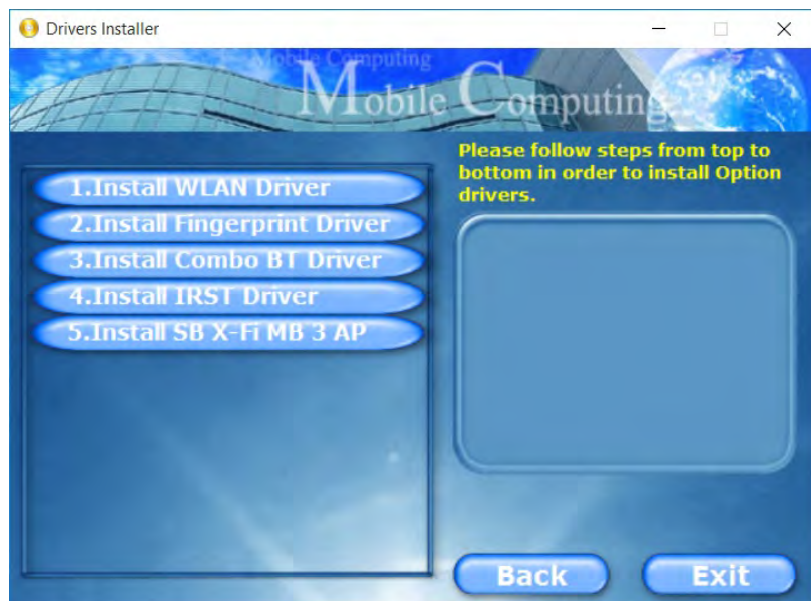 Drivers Installer
Mobile Computing
Mobile Computing
1.Install WLAN Driver
2.Install Fingerprint Driver
3.Install Combo BT Driver
4.Install IRST Driver
5.Install SB X-Fi MB 3 AP
Please follow steps from top to
bottom in order to install Option
drivers.
Back
Exit